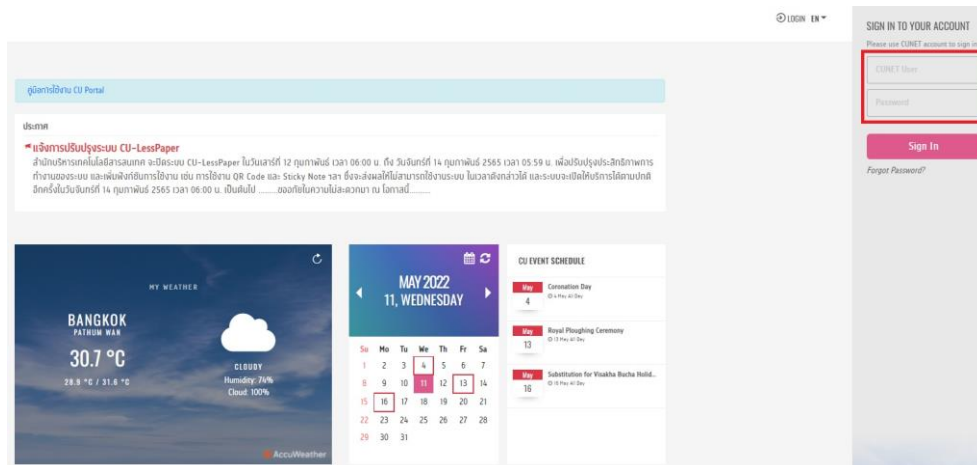 LOGIN EN
SIGN IN TO YOUR ACCOUNT
Please use CUNET account to sign in
CUNET User
Password
Sign In
Forgot Password?
คู่มือการใช้งาน CU Portal
ประกาศ
แจ้งการปรับปรุงระบบ CU-LessPaper
สำนักบริหารเทคโนโลยีสารสนเทศ จะปิดระบบ CU-LessPaper ในวันเสาร์ที่ 12 กุมภาพันธ์ เวลา 06:00 น. ถึง วันจันทร์ที่ 14 กุมภาพันธ์ 2565 เวลา 05:59 น. เพื่อปรับปรุงประสิทธิภาพการ
ทำงานของระบบ และเพิ่มฟังก์ชันการใช้งาน เช่น การใช้งาน QR Code และ Sticky Note ฯลฯ ซึ่งจะส่งผลให้ไม่สามารถใช้งานระบบ ในเวลาดังกล่าวได้ และระบบจะเปิดให้บริการได้ตามปกติ
อีกครั้งในวันจันทร์ที่ 14 กุมภาพันธ์ 2565 เวลา 06:00 น. เป็นต้นไป ..........ขออภัยในความไม่สะดวกมา ณ โอกาสนี้..........
MY WEATHER
BANGKOK
PATHUM WAN
30.7 °C
28.9 °C / 31.6 °C
CLOUDY
Humidity: 74%
Cloud: 100%
AccuWeather
MAY 2022
11, WEDNESDAY
Su Mo Tu We Th Fr Sa
1 2 3 4 5 6 7
8 9 10 11 12 13 14
15 16 17 18 19 20 21
22 23 24 25 26 27 28
29 30 31
CU EVENT SCHEDULE
May
4
Coronation Day
4 May All Day
May
13
Royal Ploughing Ceremony
13 May All Day
May
16
Substitution for Visakha Bucha Holid..
16 May All Day